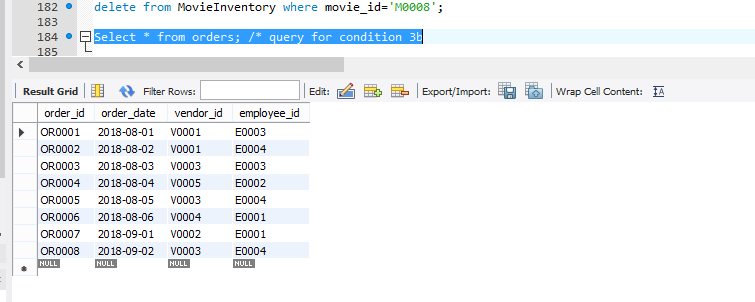 182 delete from MovieInventory where movie_id='M0008';
183
184 Select * from orders; /* query for condition 3b
185
Result Grid Filter Rows: Edit: Export/Import: Wrap Cell Content: IA
order_id order_date vendor_id employee_id
OR0001 2018-08-01 V0001 E0003
OR0002 2018-08-02 V0001 E0004
OR0003 2018-08-03 V0003 E0003
OR0004 2018-08-04 V0005 E0002
OR0005 2018-08-05 V0003 E0003
OR0006 2018-08-06 V0004 E0001
OR0007 2018-09-01 V0002 E0001
OR0008 2018-09-02 V0003 E0004
NULL NULL NULL NULL